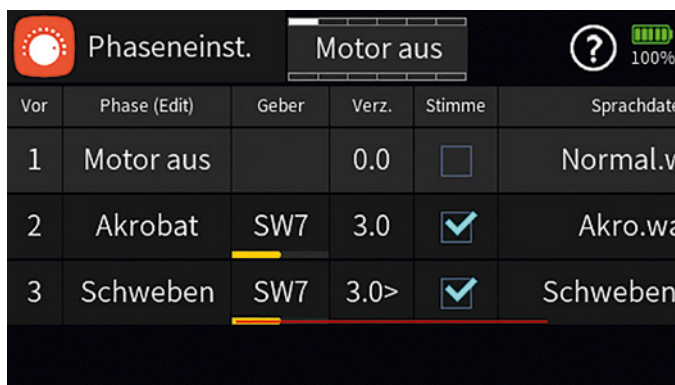 Phaseneinst. Motor aus ? 100%
Vor Phase (Edit) Geber Verz. Stimme Sprachdate
1 Motor aus 0.0 Normal.w
2 Akrobat SW7 3.0 Akro.wa
3 Schweben SW7 3.0> Schweben